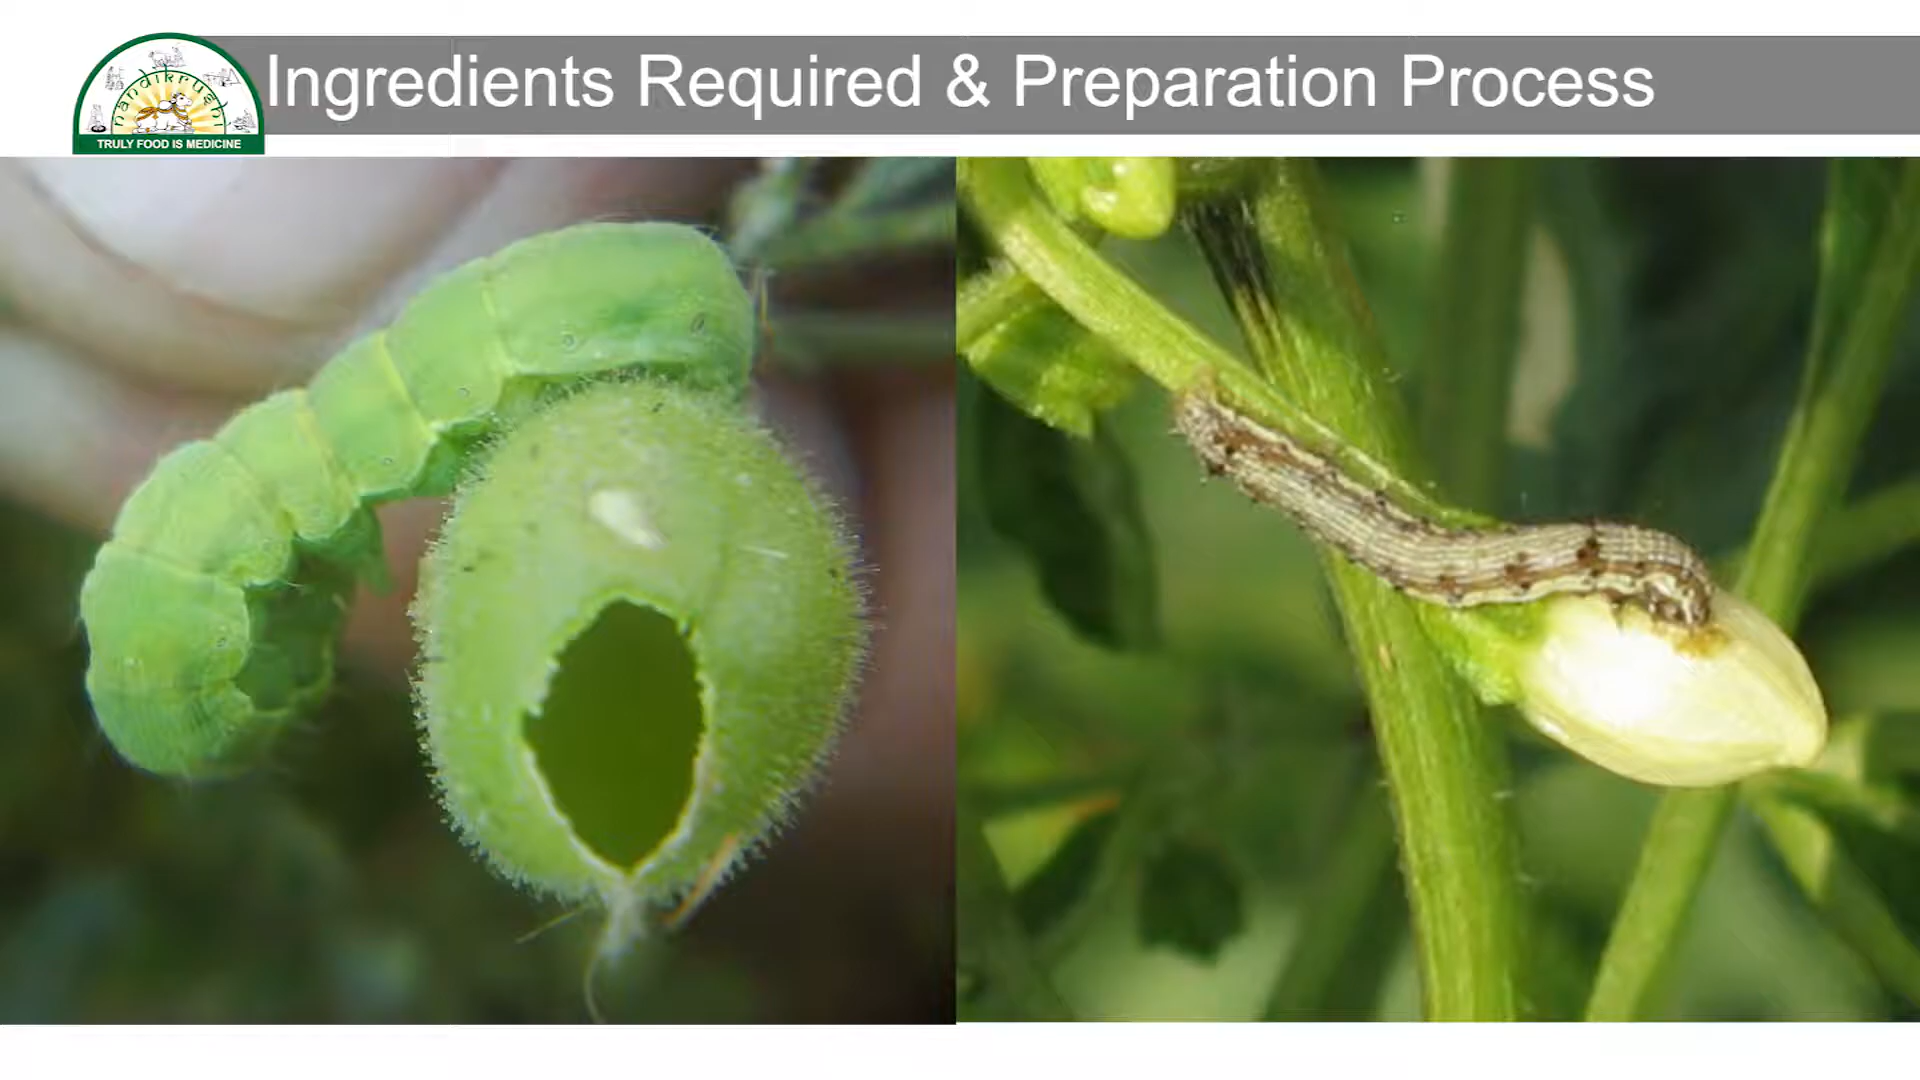 Ingredients Required & Preparation Process
nandikrushi
TRULY FOOD IS MEDICINE